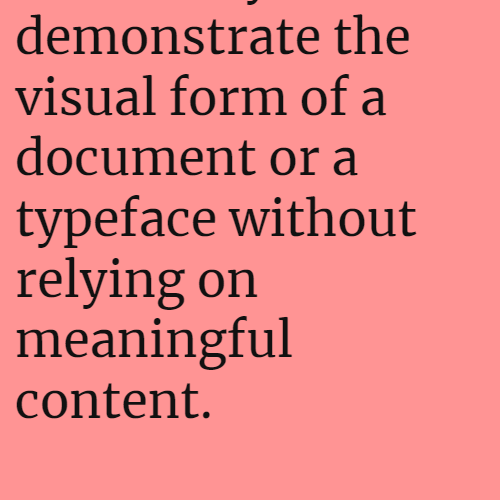 demonstrate the
visual form of a
document or a
typeface without
relying on
meaningful
content.